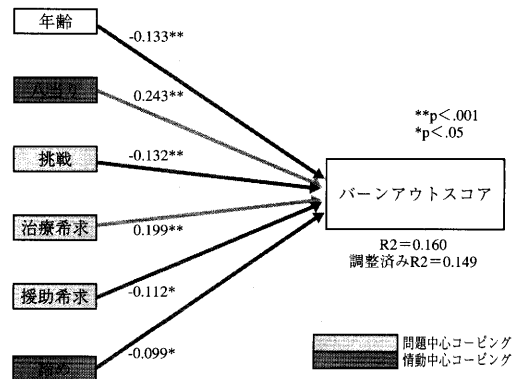 年齢
-0.133**
八当り
0.243**
**p＜.001
*p＜.05
挑戦
-0.132**
バーンアウトスコア
治療希求
0.199**
R2＝0.160
調整済みR2＝0.149
援助希求
-0.112*
-0.099*
問題中心コーピング
情動中心コーピング